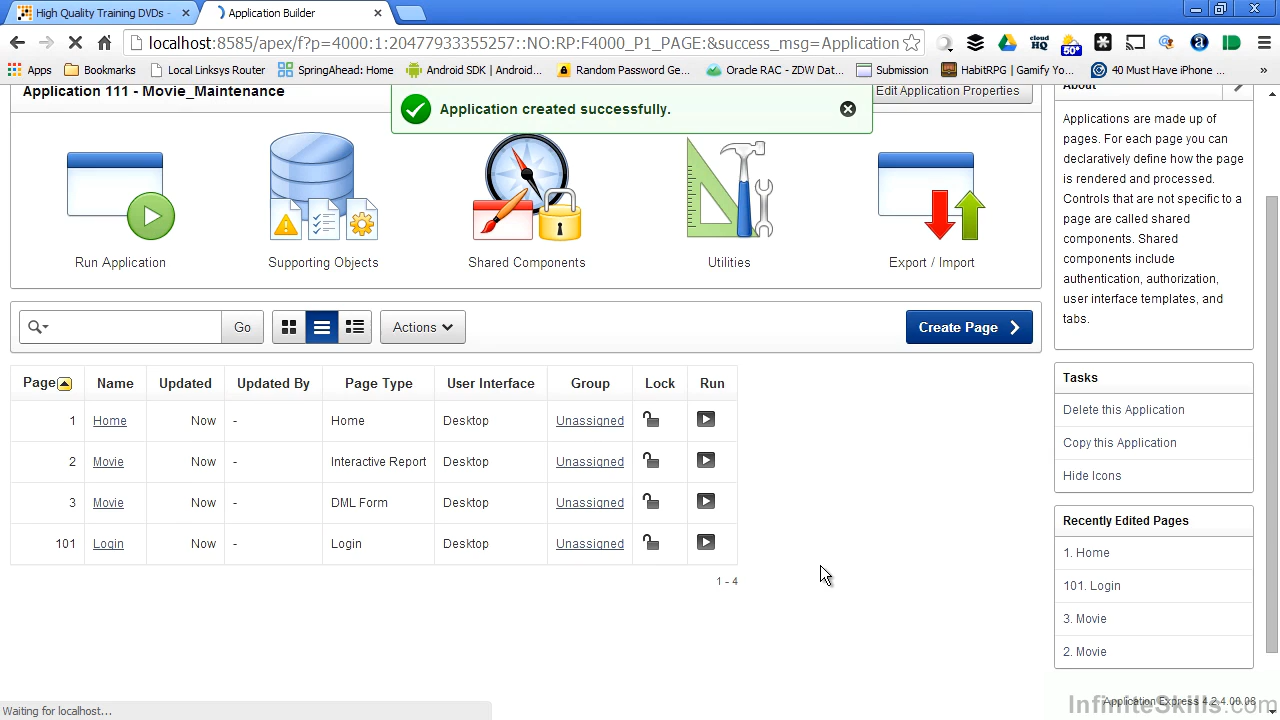 High Quality Training DVDs -
Application Builder
localhost:8585/apex/f?p=4000:1:20477933355257::NO:RP:F4000_P1_PAGE:&success_msg=Application
50°
Apps
Bookmarks
Local Linksys Router
SpringAhead: Home
Android SDK | Android...
Random Password Ge...
Oracle RAC - ZDW Dat...
Submission
HabitRPG | Gamify Yo...
40 Must Have iPhone ...
»
Application 111 - Movie_Maintenance
Application created successfully.
Edit Application Properties
About
Applications are made up of
pages. For each page you can
declaratively define how the page
is rendered and processed.
Controls that are not specific to a
page are called shared
components. Shared
components include
authentication, authorization,
user interface templates, and
tabs.
Run Application
Supporting Objects
Shared Components
Utilities
Export / Import
Go
Actions
Create Page
Page Name Updated Updated By Page Type User Interface Group Lock Run
1 Home Now - Home Desktop Unassigned
2 Movie Now - Interactive Report Desktop Unassigned
3 Movie Now - DML Form Desktop Unassigned
101 Login Now - Login Desktop Unassigned
1 - 4
Tasks
Delete this Application
Copy this Application
Hide Icons
Recently Edited Pages
1. Home
101. Login
3. Movie
2. Movie
Application Express 4.2.4.00.08
InfiniteSkills.com
Waiting for localhost...